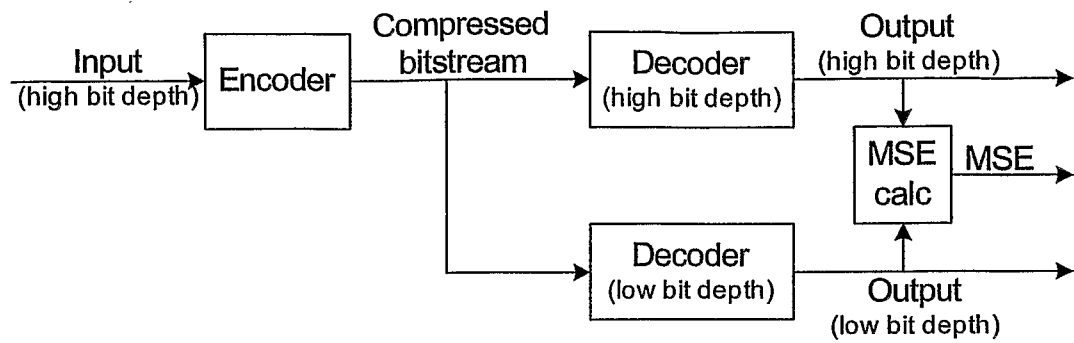 Input
(high bit depth)
Encoder
Compressed
bitstream
Decoder
(high bit depth)
Output
(high bit depth)
MSE
calc
MSE
Decoder
(low bit depth)
Output
(low bit depth)